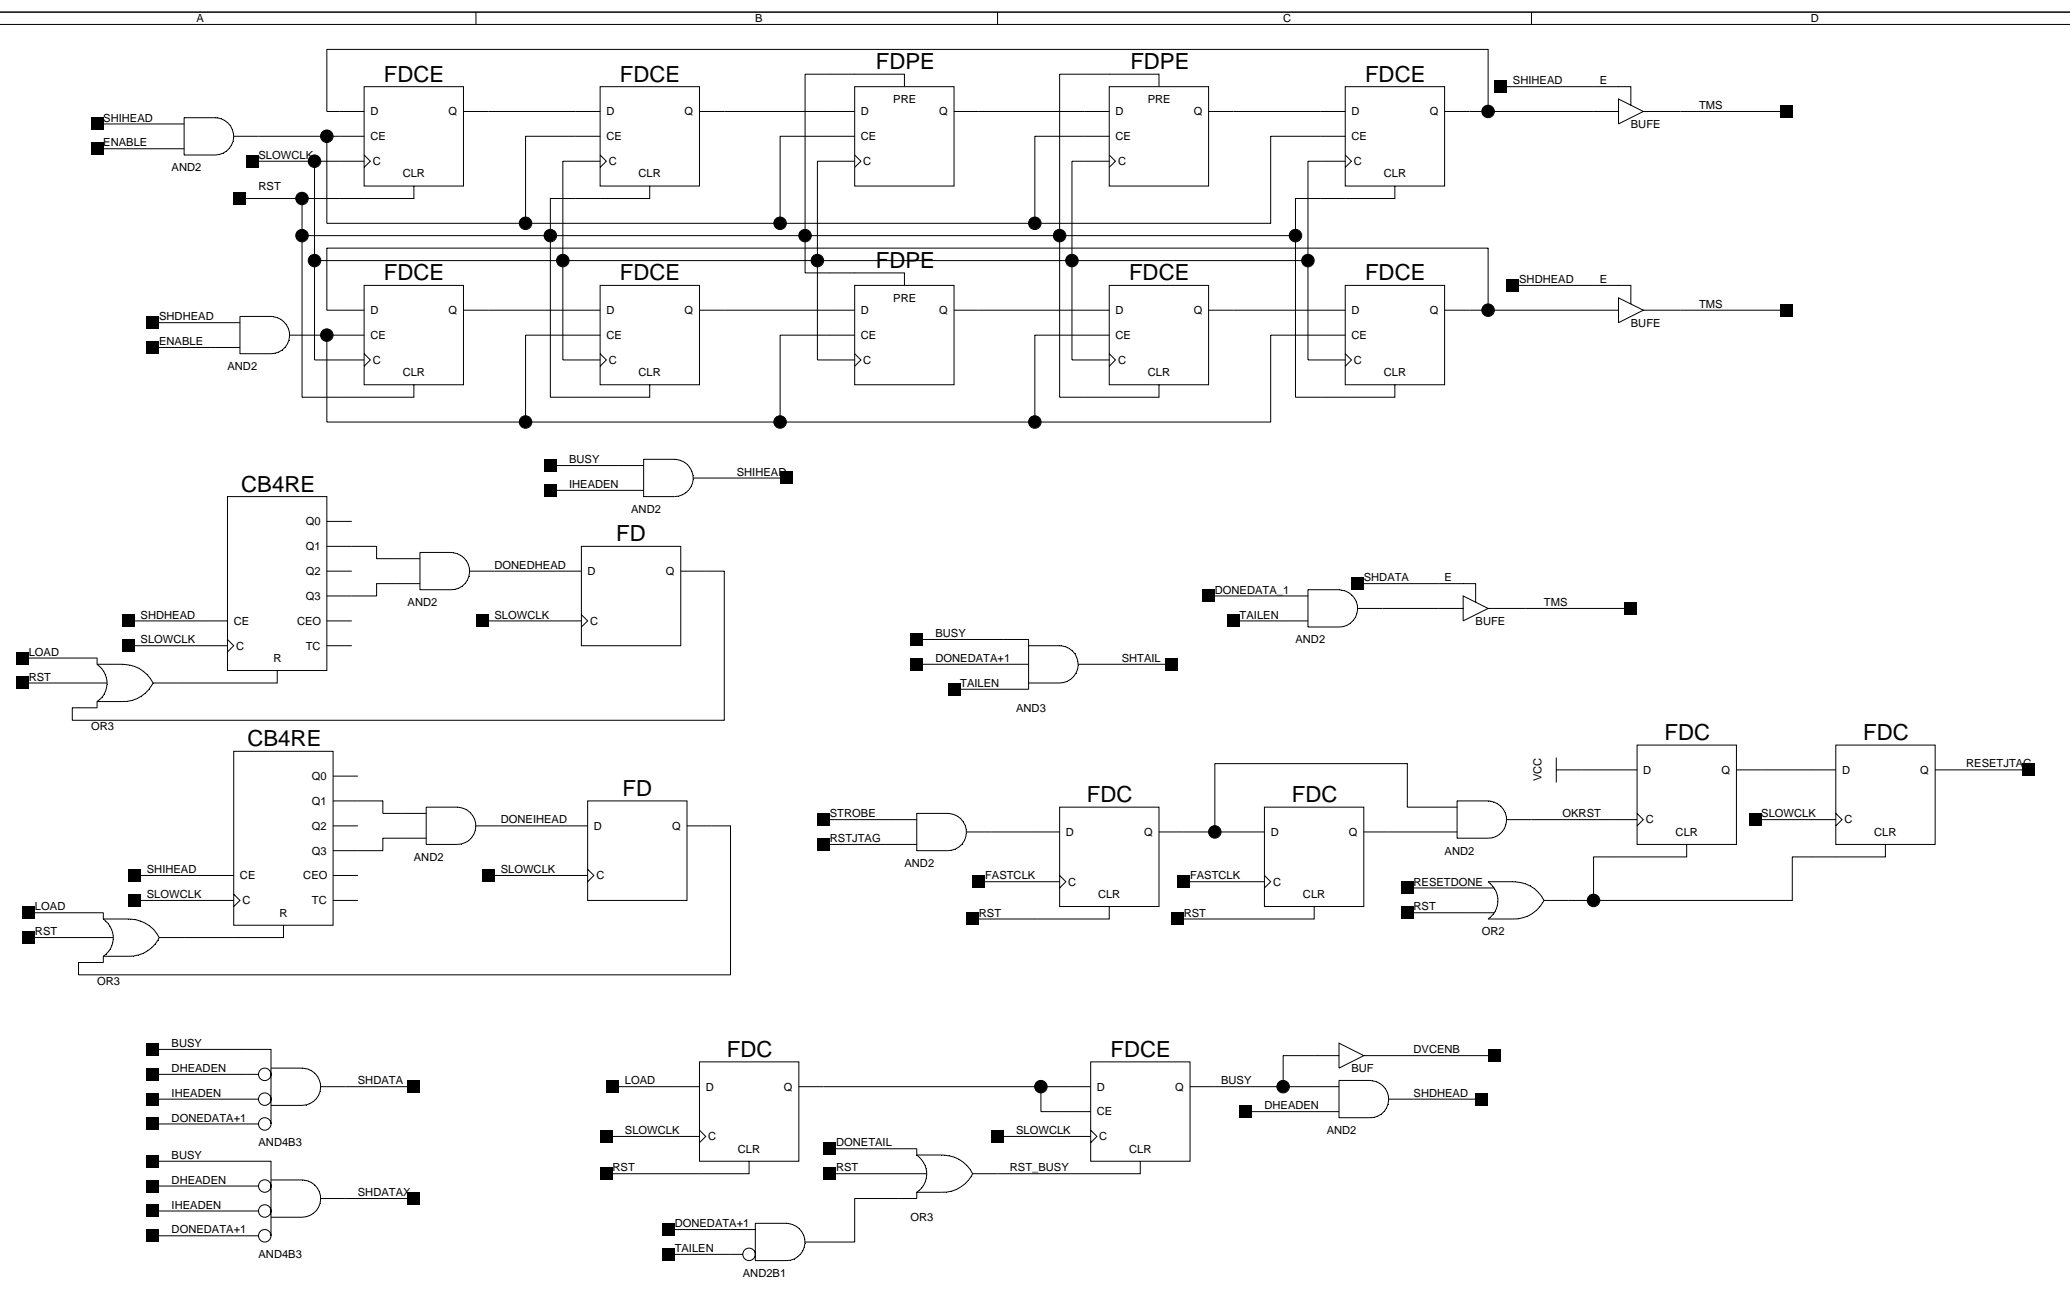 A B C D
FDCE FDCE FDPE FDPE FDCE
SHIHEAD E
D Q D Q D PRE Q D PRE Q D Q TMS
SHIHEAD
ENABLE
AND2
CE CE CE CE CE
BUFE
SLOWCLK C C C C C
CLR CLR CLR
RST
FDCE FDCE FDPE FDCE FDCE
SHDHEAD E
D Q D Q D PRE Q D Q D Q TMS
SHDHEAD
ENABLE
AND2
CE CE CE CE CE
BUFE
C C C C C
CLR CLR CLR CLR
BUSY
IHEADEN
AND2
SHIHEAD
CB4RE
Q0
Q1
Q2
Q3
CEO
TC
SHDHEAD CE
SLOWCLK C
R
LOAD
RST
OR3
AND2
DONEDHEAD
FD
D Q
SLOWCLK C
DONEDATA_1
TAILEN
AND2
SHDATA E
BUFE
TMS
BUSY
DONEDATA+1
TAILEN
AND3
SHTAIL
CB4RE
Q0
Q1
Q2
Q3
CEO
TC
SHIHEAD CE
SLOWCLK C
R
LOAD
RST
OR3
AND2
DONEIHEAD
FD
D Q
SLOWCLK C
STROBE
RSTJTAG
AND2
FDC
D Q
FASTCLK C
CLR
RST
FDC
D Q
FASTCLK C
CLR
RST
AND2
OKRST
VCC
FDC
D Q
C
CLR
FDC
D Q
SLOWCLK C
CLR
RESETJTAG
RESETDONE
RST
OR2
BUSY
DHEADEN
IHEADEN
DONEDATA+1
AND4B3
SHDATA
BUSY
DHEADEN
IHEADEN
DONEDATA+1
AND4B3
SHDATAX
FDC
LOAD D Q
SLOWCLK C
CLR
RST
DONETAIL
RST
OR3
RST_BUSY
DONEDATA+1
TAILEN
AND2B1
FDCE
D Q
CE
SLOWCLK C
CLR
BUSY
BUF
DVCENB
DHEADEN
AND2
SHDHEAD